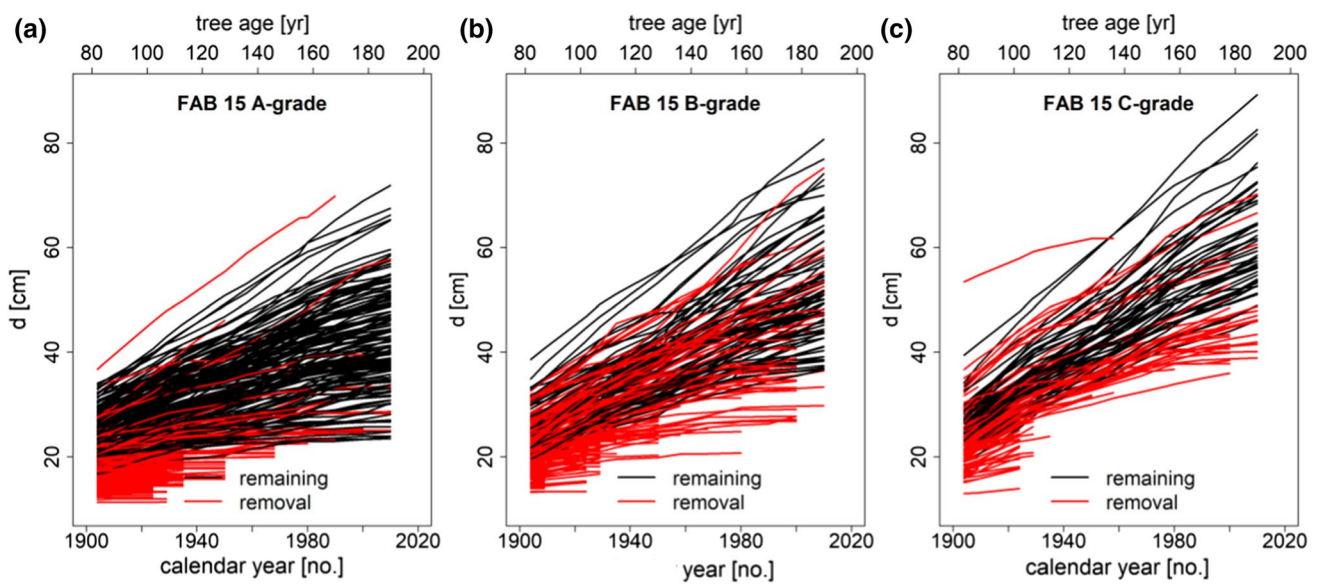 (a)
tree age [yr]
80 100 120 140 160 180 200
FAB 15 A-grade
d [cm]
80
60
40
20
remaining
removal
1900 1940 1980 2020
calendar year [no.]
(b)
tree age [yr]
80 100 120 140 160 180 200
FAB 15 B-grade
d [cm]
80
60
40
20
remaining
removal
1900 1940 1980 2020
year [no.]
(c)
tree age [yr]
80 100 120 140 160 180 200
FAB 15 C-grade
d [cm]
80
60
40
20
remaining
removal
1900 1940 1980 2020
calendar year [no.]